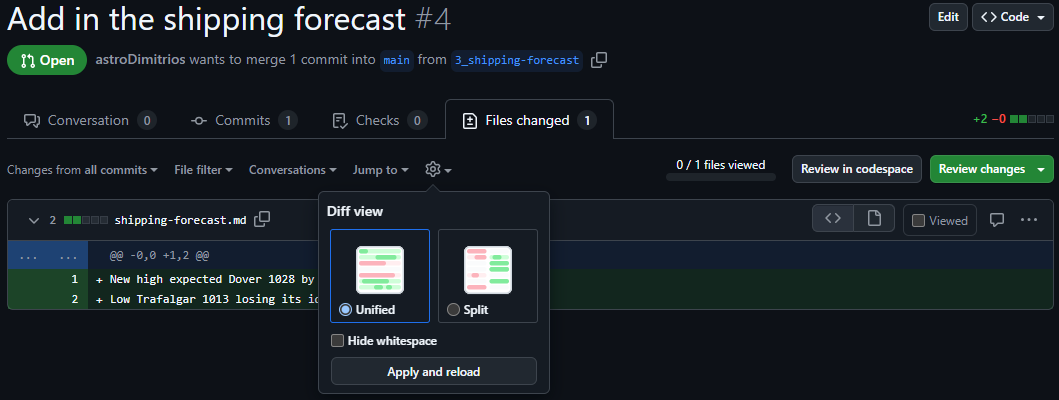 Add in the shipping forecast #4
Edit
<> Code
Open
astroDimitrios wants to merge 1 commit into main from 3_shipping-forecast
Conversation 0
Commits 1
Checks 0
Files changed 1
+2 −0
Changes from all commits
File filter
Conversations
Jump to
0 / 1 files viewed
Review in codespace
Review changes
Diff view
Unified
Split
Hide whitespace
Apply and reload
2 shipping-forecast.md
Viewed
... ... @@ -0,0 +1,2 @@
1 + New high expected Dover 1028 by
2 + Low Trafalgar 1013 losing its